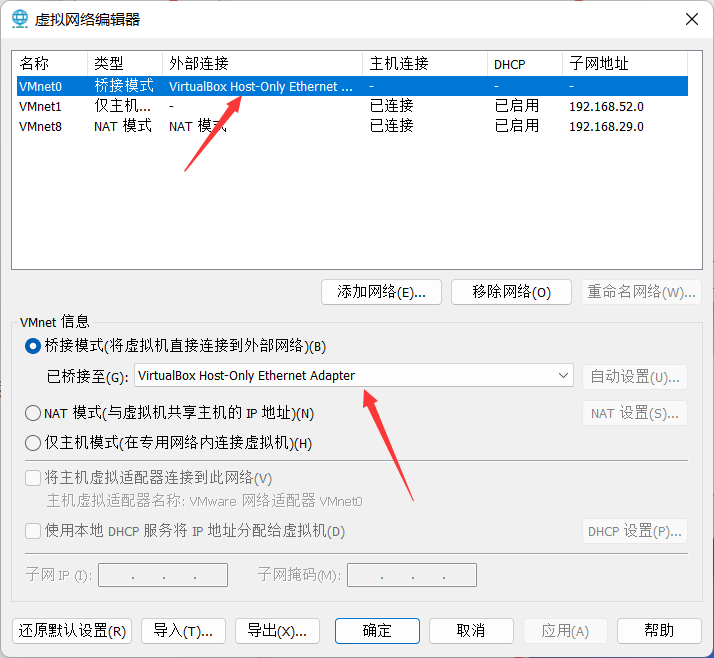 虚拟网络编辑器
名称 类型 外部连接 主机连接 DHCP 子网地址
VMnet0 桥接模式 VirtualBox Host-Only Ethernet ... - - -
VMnet1 仅主机... - 已连接 已启用 192.168.52.0
VMnet8 NAT 模式 NAT 模式 已连接 已启用 192.168.29.0
添加网络(E)... 移除网络(O) 重命名网络(W)...
VMnet 信息
桥接模式(将虚拟机直接连接到外部网络)(B)
已桥接至(G): VirtualBox Host-Only Ethernet Adapter 自动设置(U)...
NAT 模式(与虚拟机共享主机的 IP 地址)(N) NAT 设置(S)...
仅主机模式(在专用网络内连接虚拟机)(H)
将主机虚拟适配器连接到此网络(V)
主机虚拟适配器名称: VMware 网络适配器 VMnet0
使用本地 DHCP 服务将 IP 地址分配给虚拟机(D) DHCP 设置(P)...
子网 IP (I): . . . 子网掩码(M): . . .
还原默认设置(R) 导入(T)... 导出(X)... 确定 取消 应用(A) 帮助